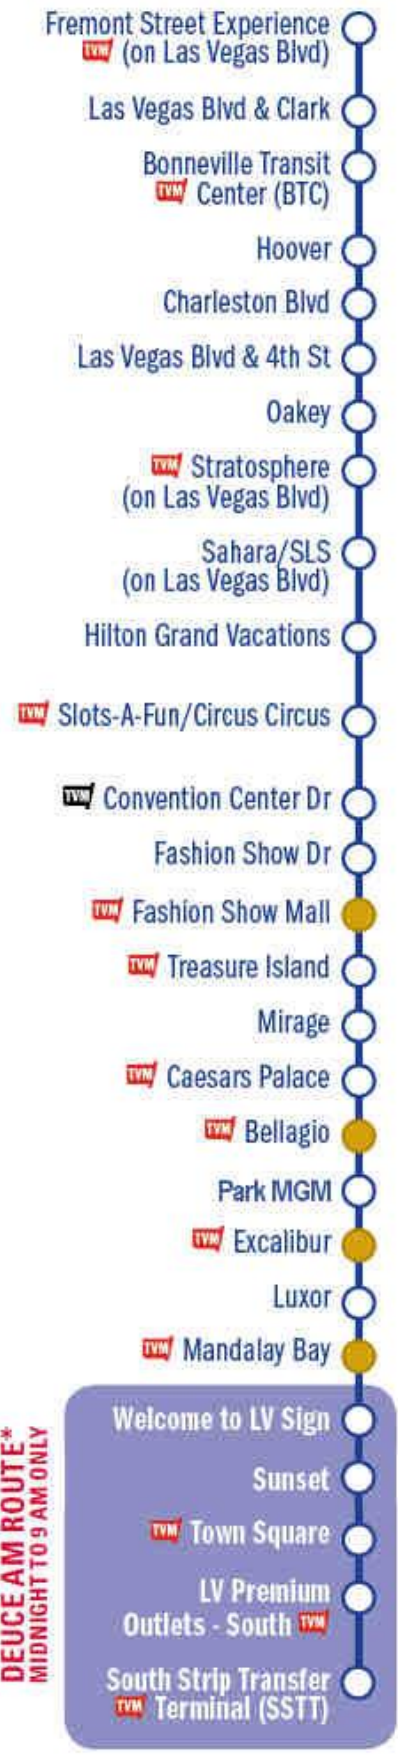 Fremont Street Experience
TVM (on Las Vegas Blvd)
Las Vegas Blvd & Clark
Bonneville Transit
TVM Center (BTC)
Hoover
Charleston Blvd
Las Vegas Blvd & 4th St
Oakey
TVM Stratosphere
(on Las Vegas Blvd)
Sahara/SLS
(on Las Vegas Blvd)
Hilton Grand Vacations
TVM Slots-A-Fun/Circus Circus
TVM Convention Center Dr
Fashion Show Dr
TVM Fashion Show Mall
TVM Treasure Island
Mirage
TVM Caesars Palace
TVM Bellagio
Park MGM
TVM Excalibur
Luxor
TVM Mandalay Bay
DEUCE AM ROUTE*
MIDNIGHT TO 9 AM ONLY
Welcome to LV Sign
Sunset
TVM Town Square
LV Premium
Outlets - South TVM
South Strip Transfer
TVM Terminal (SSTT)